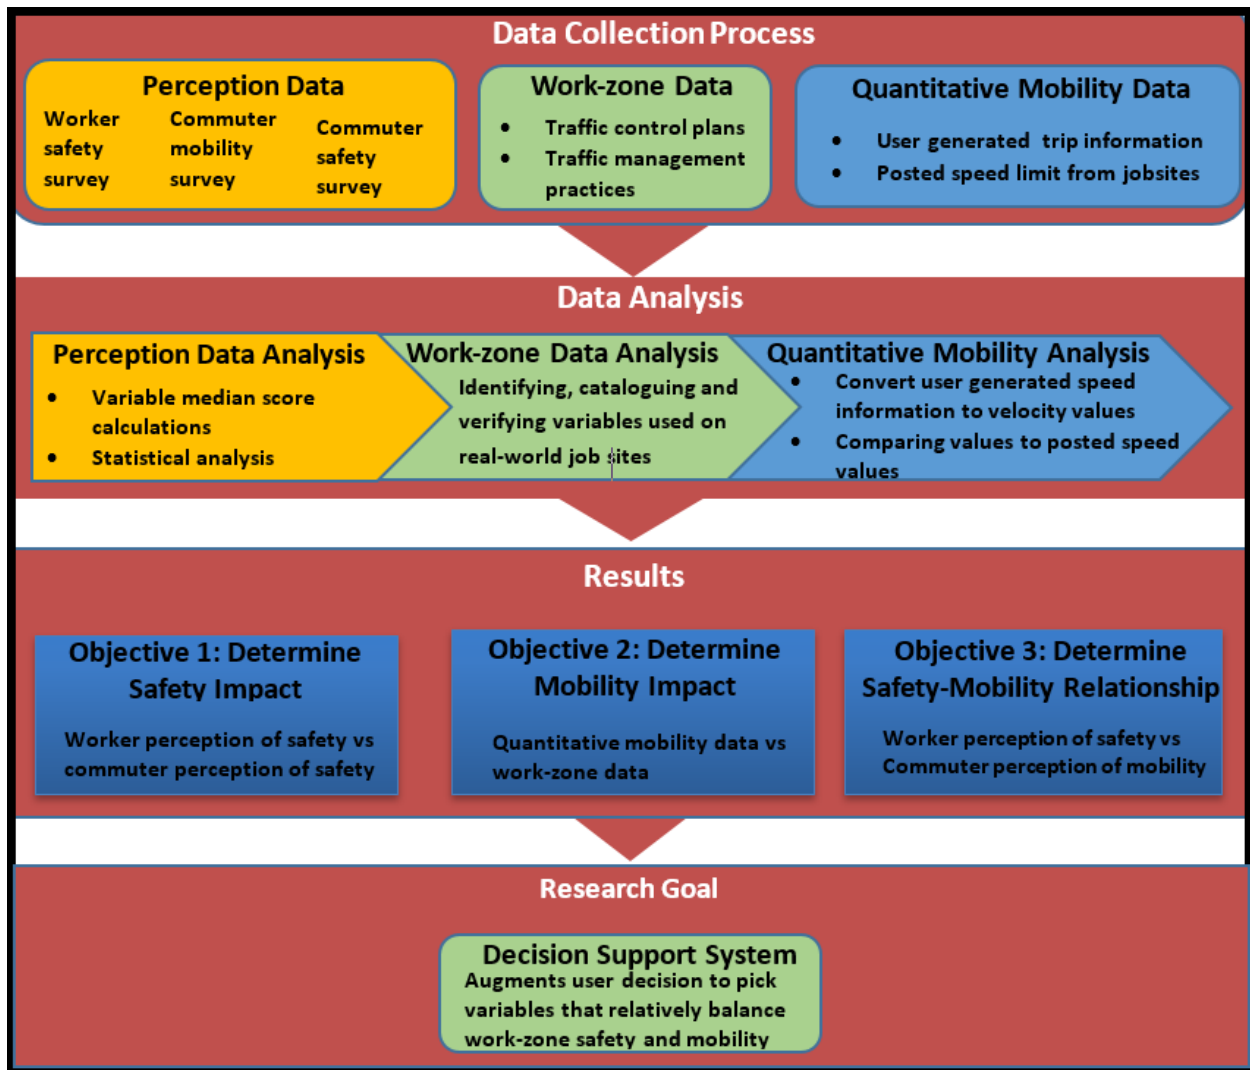 Data Collection Process
Perception Data
Worker
safety
survey
Commuter
mobility
survey
Commuter
safety
survey
Work-zone Data
• Traffic control plans
• Traffic management
practices
Quantitative Mobility Data
• User generated trip information
• Posted speed limit from jobsites
Data Analysis
Perception Data Analysis
• Variable median score
calculations
• Statistical analysis
Work-zone Data Analysis
Identifying, cataloguing and
verifying variables used on
real-world job sites
Quantitative Mobility Analysis
• Convert user generated speed
information to velocity values
• Comparing values to posted speed
values
Results
Objective 1: Determine
Safety Impact
Worker perception of safety vs
commuter perception of safety
Objective 2: Determine
Mobility Impact
Quantitative mobility data vs
work-zone data
Objective 3: Determine
Safety-Mobility Relationship
Worker perception of safety vs
Commuter perception of mobility
Research Goal
Decision Support System
Augments user decision to pick
variables that relatively balance
work-zone safety and mobility